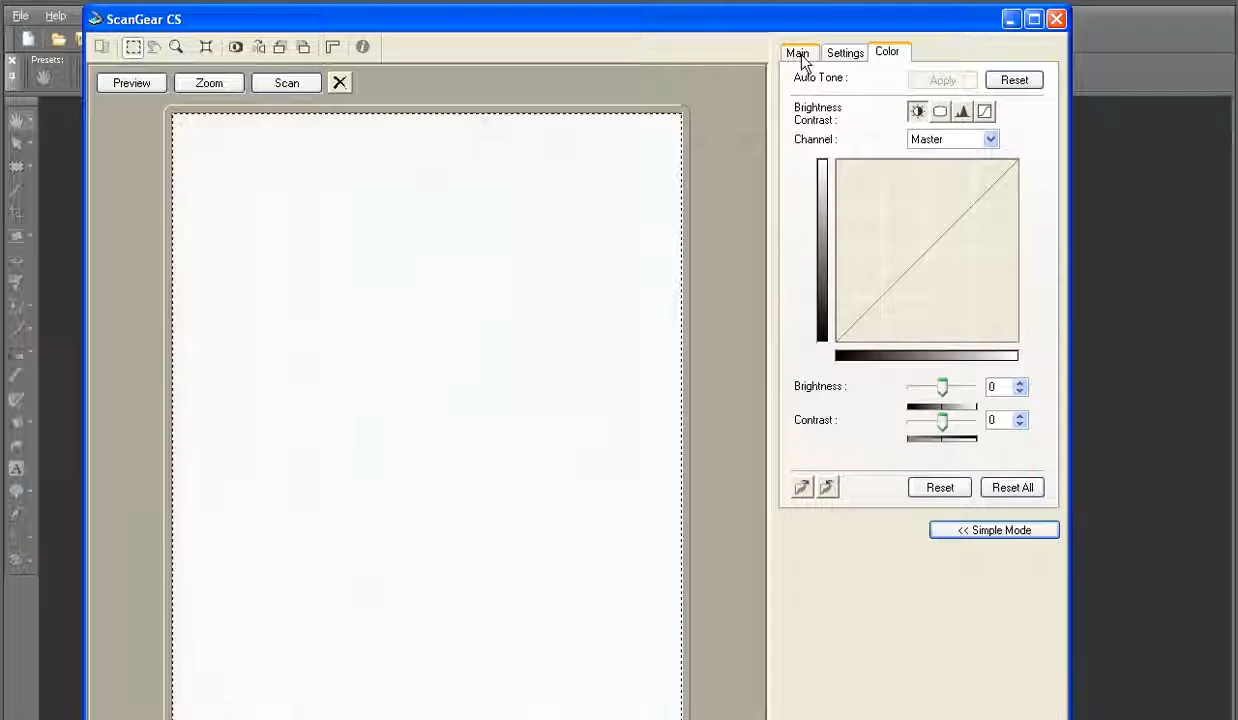 File Help
ScanGear CS
Presets:
Preview Zoom Scan
Main Settings Color
Auto Tone : Apply Reset
Brightness
Contrast :
Channel : Master
Brightness : 0
Contrast : 0
Reset Reset All
<< Simple Mode
A